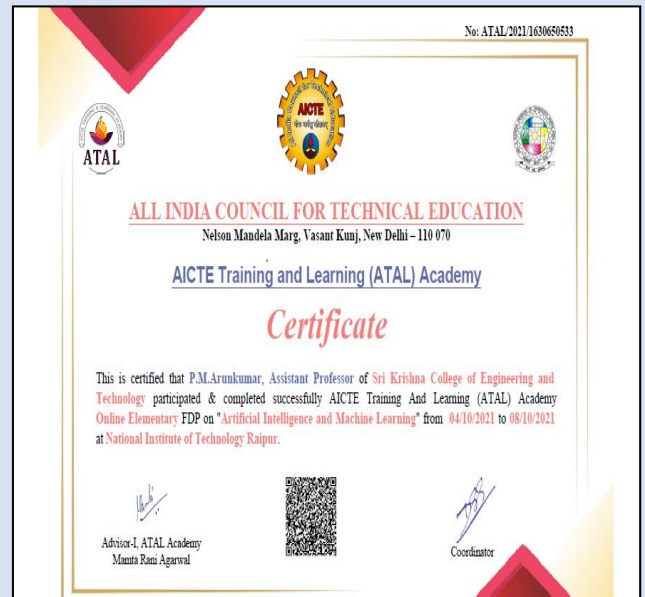 No: ATAL/2021/1630650533
ATAL
AICTE
ALL INDIA COUNCIL FOR TECHNICAL EDUCATION
Nelson Mandela Marg, Vasant Kunj, New Delhi – 110 070
AICTE Training and Learning (ATAL) Academy
Certificate
This is certified that P.M.Arunkumar, Assistant Professor of Sri Krishna College of Engineering and
Technology participated & completed successfully AICTE Training And Learning (ATAL) Academy
Online Elementary FDP on "Artificial Intelligence and Machine Learning" from 04/10/2021 to 08/10/2021
at National Institute of Technology Raipur.
Advisor-I, ATAL Academy
Mamta Rani Agarwal
Coordinator